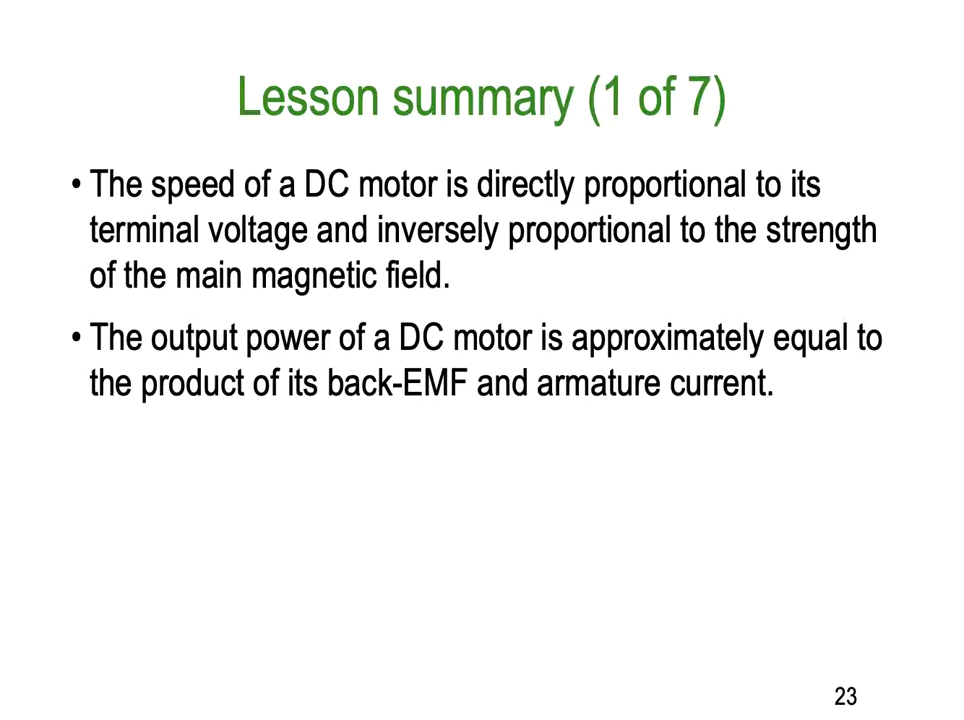 Lesson summary (1 of 7)
• The speed of a DC motor is directly proportional to its
terminal voltage and inversely proportional to the strength
of the main magnetic field.
• The output power of a DC motor is approximately equal to
the product of its back-EMF and armature current.
23